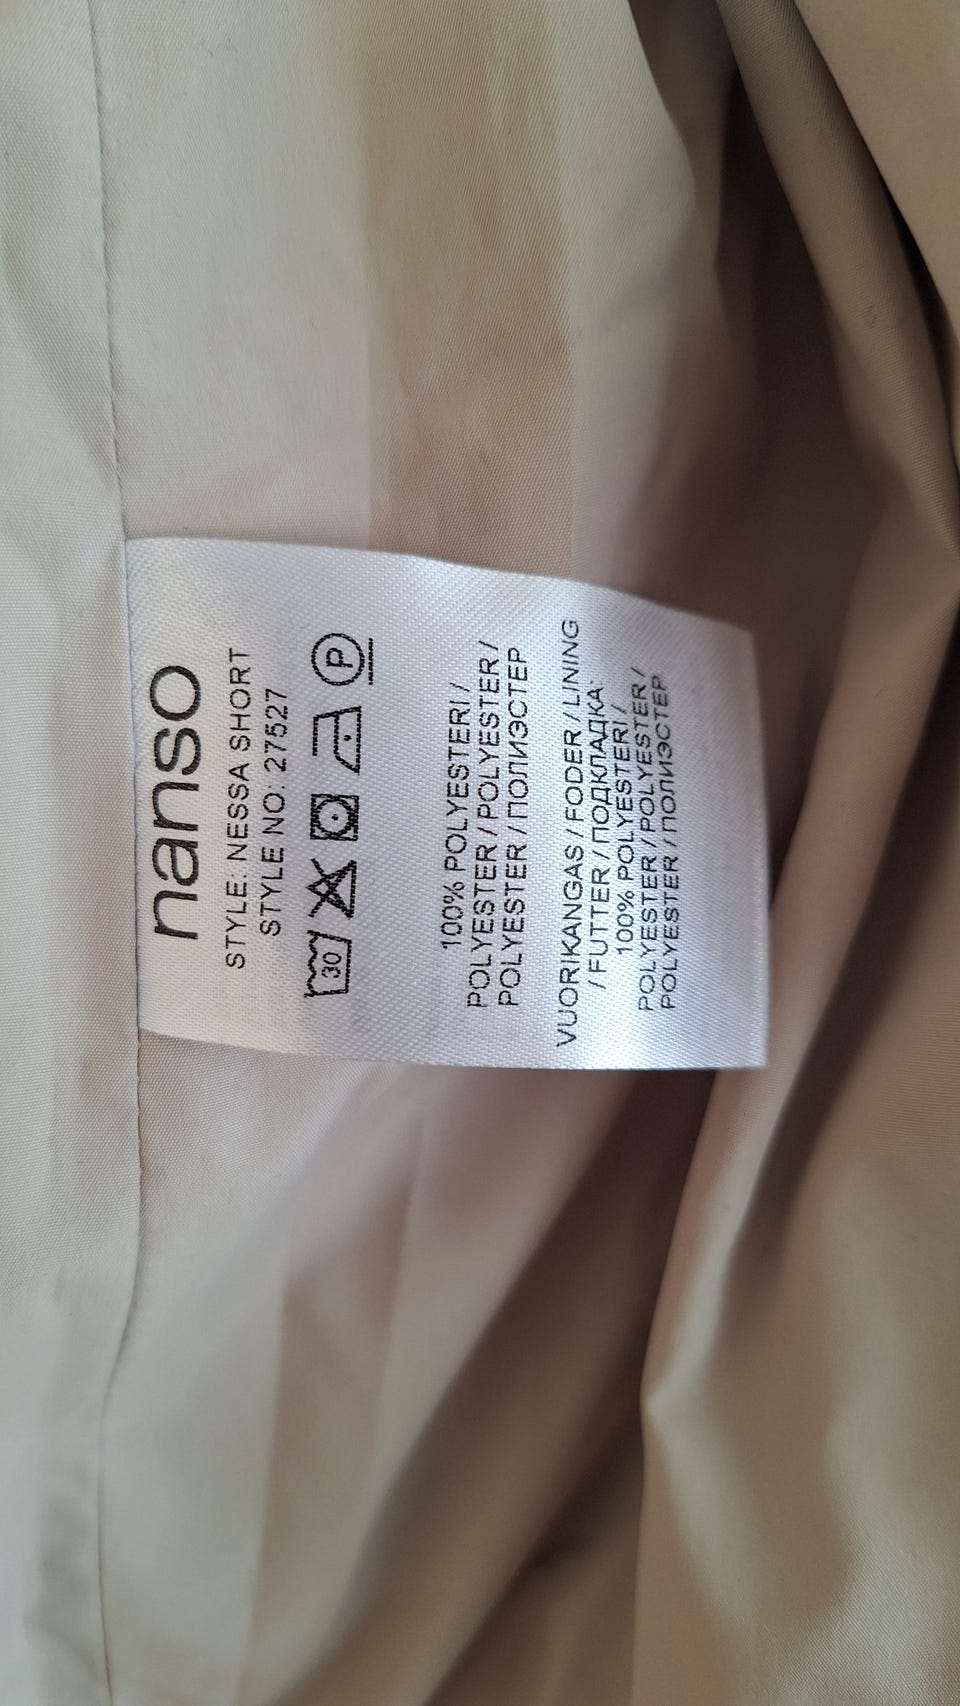 nanso
STYLE: NESSA SHORT
STYLE NO. 27527
30 P
100% POLYESTERI /
POLYESTER / POLYESTER /
POLYESTER / ПОЛИЭСТЕР
VUORIKANGAS / FODER / LINING
/ FUTTER / ПОДКЛАДКА:
100% POLYESTERI /
POLYESTER / POLYESTER /
POLYESTER / ПОЛИЭСТЕР